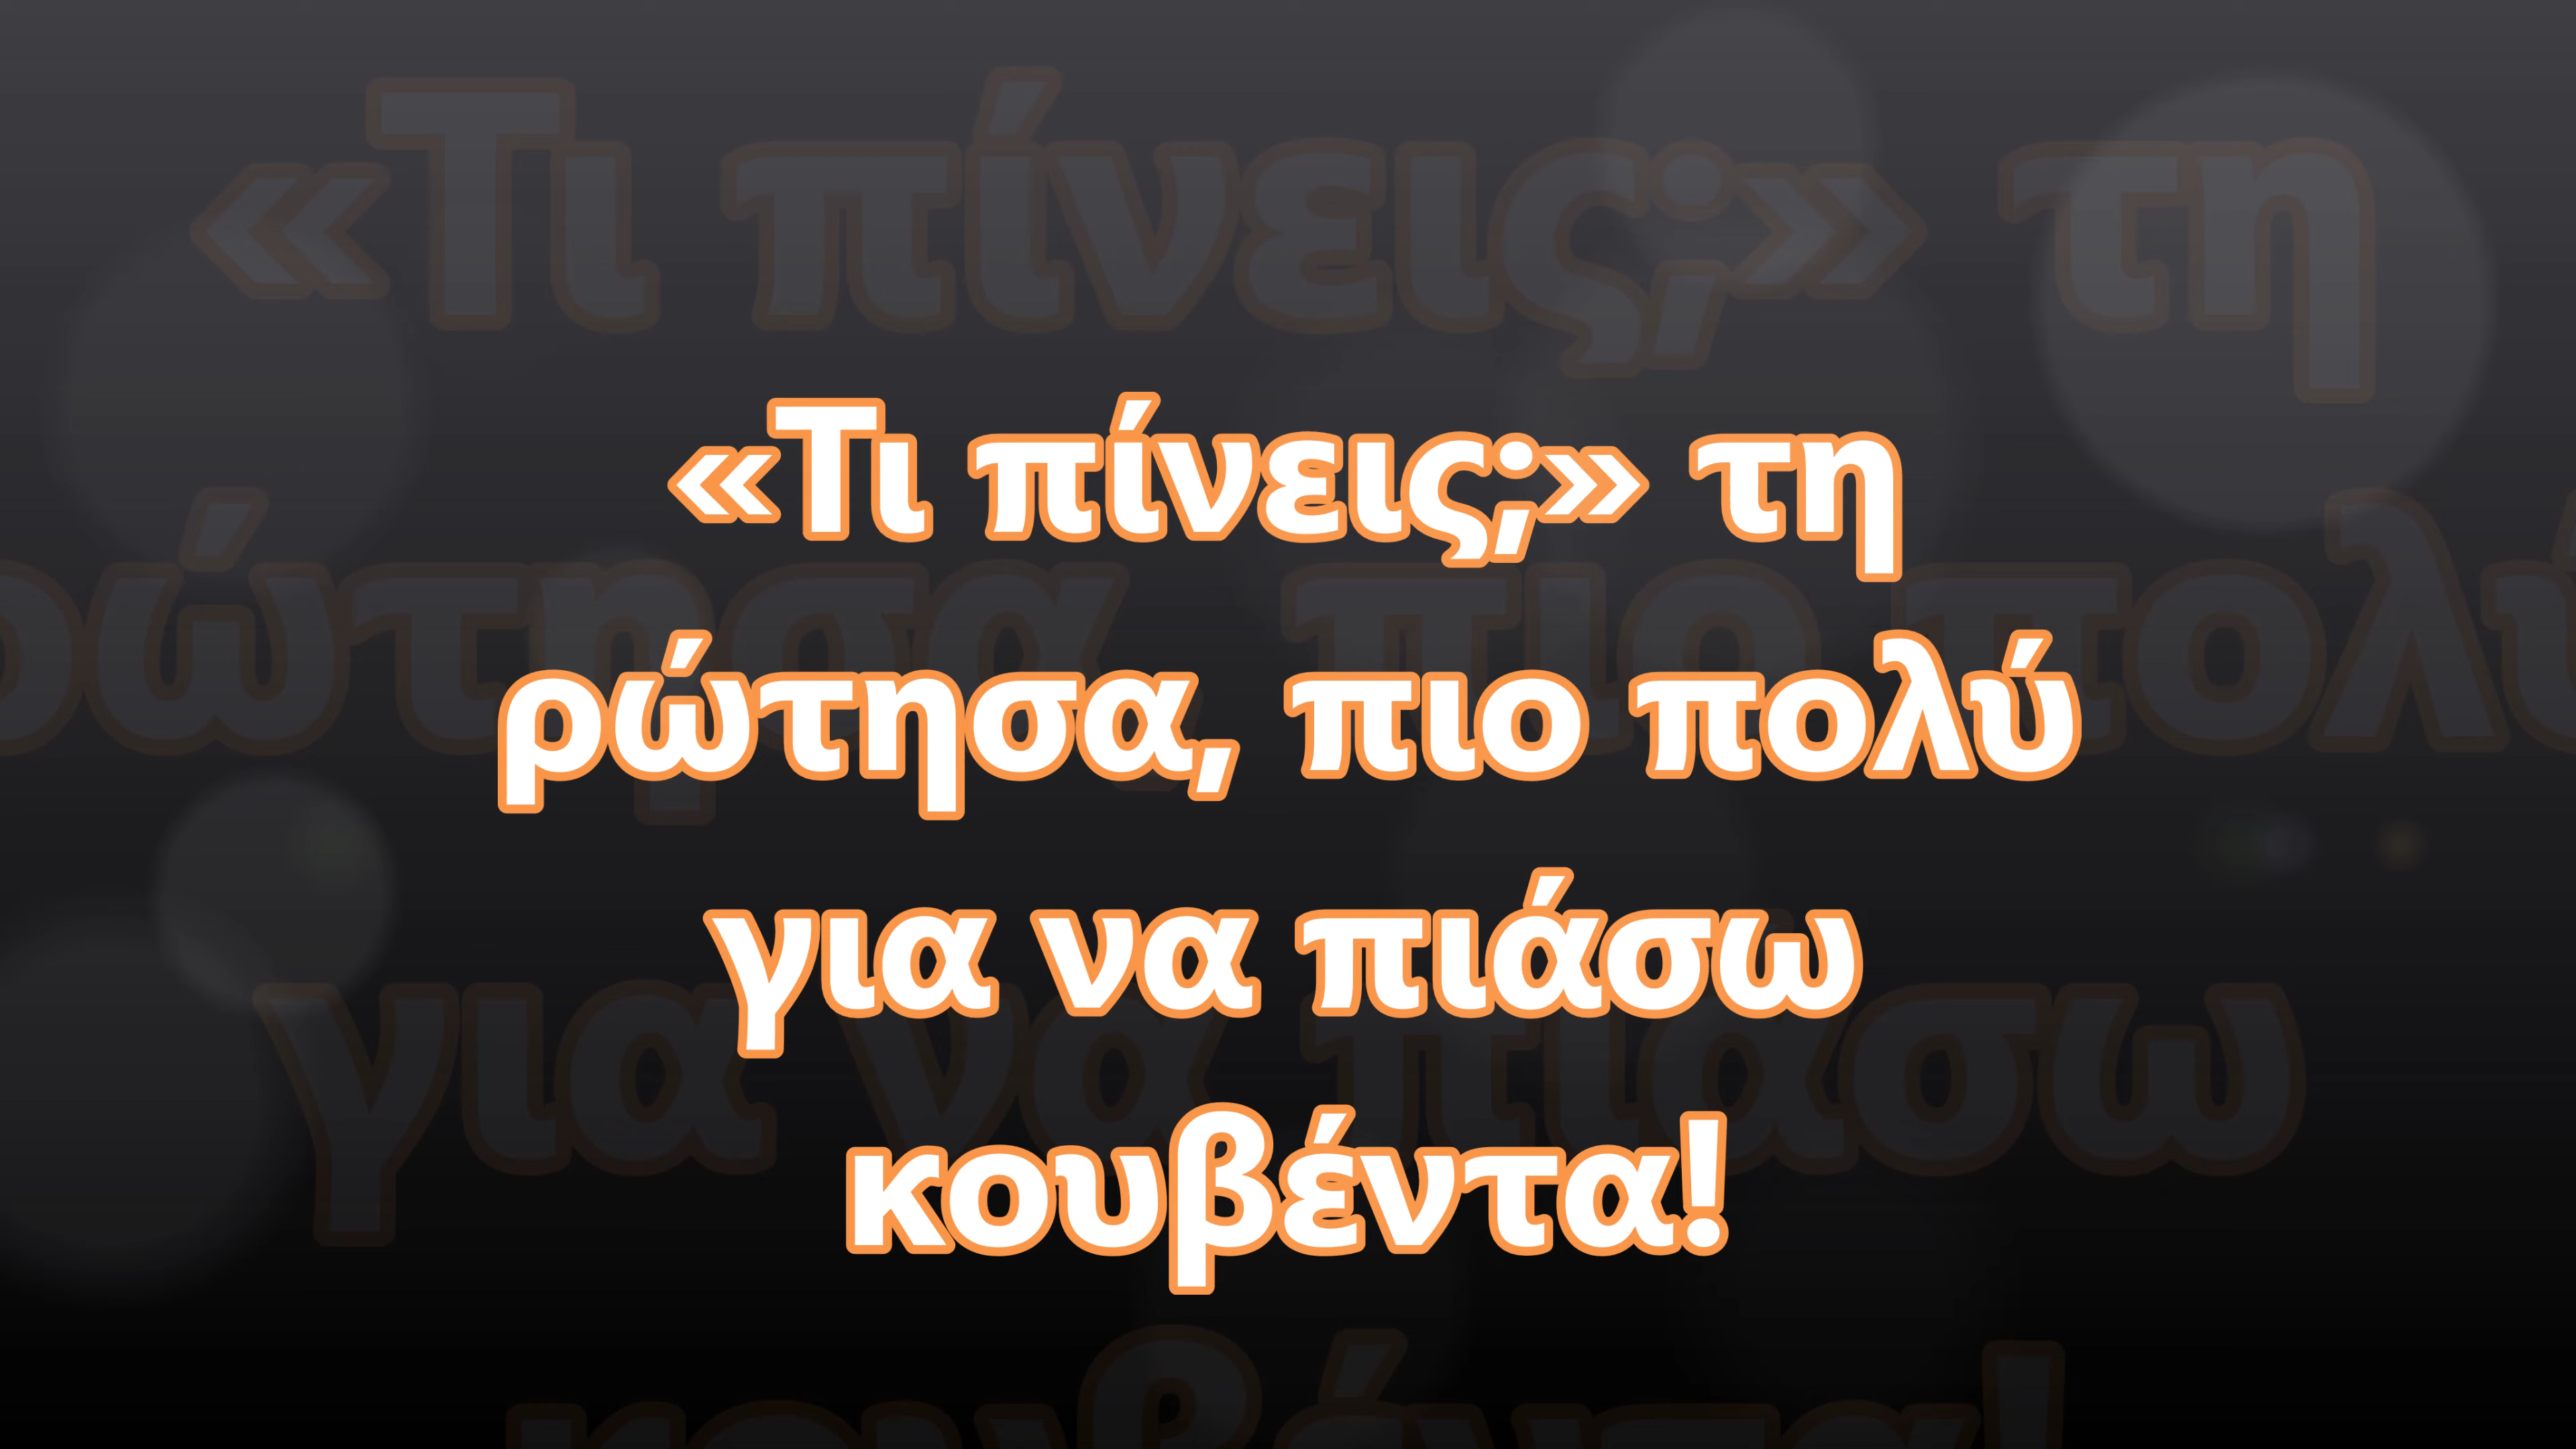 «Τι πίνεις;» τη
ρώτησα, πιο πολύ
για να πιάσω
κουβέντα!